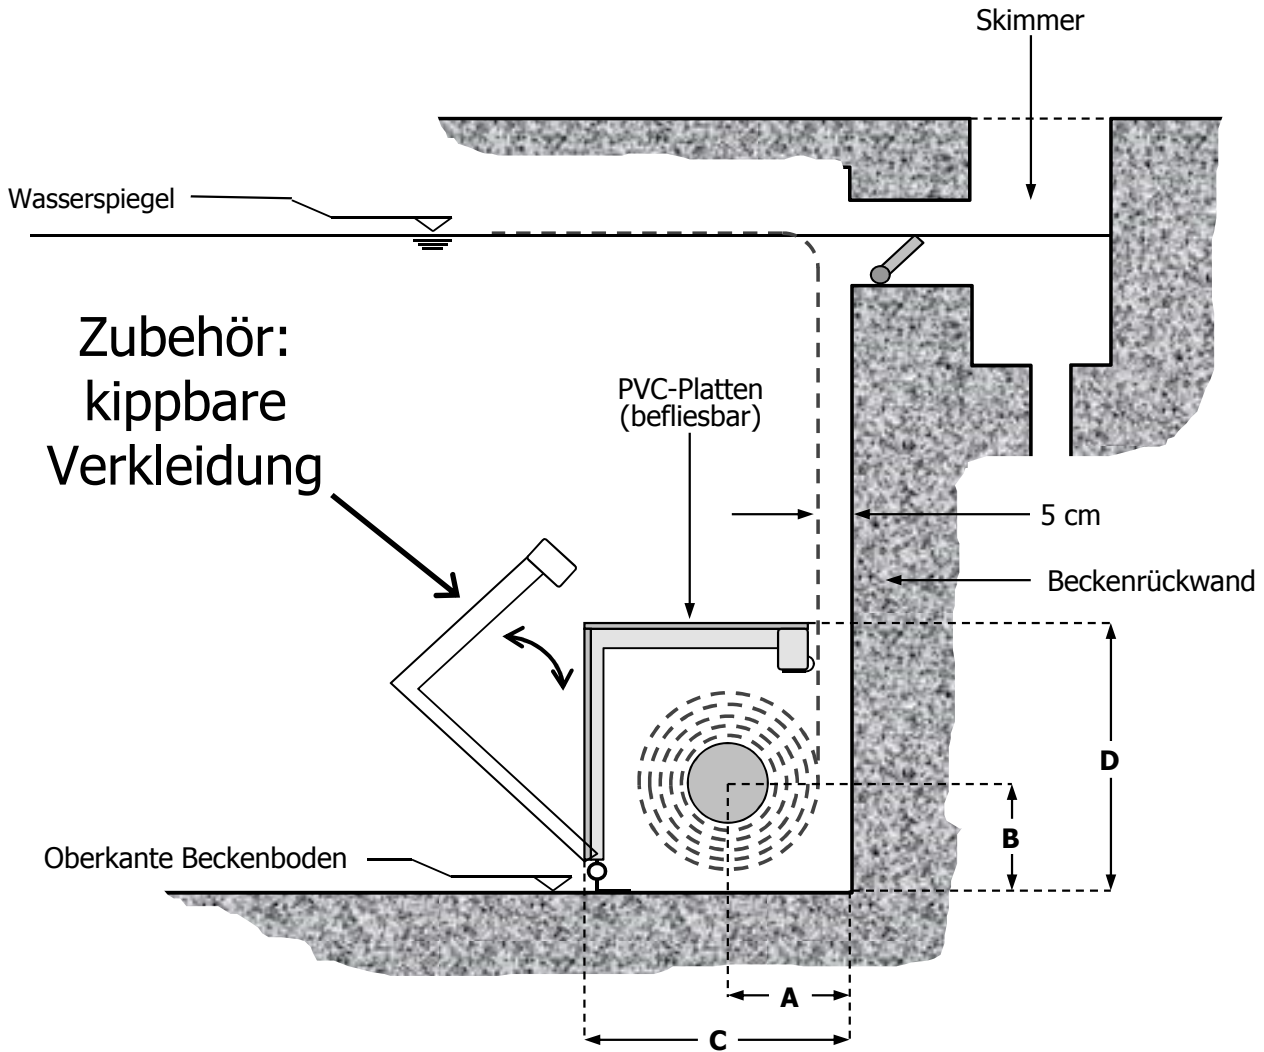 Skimmer
Wasserspiegel
Zubehör:
kippbare
Verkleidung
PVC-Platten
(befliesbar)
5 cm
Beckenrückwand
D
B
Oberkante Beckenboden
A
C